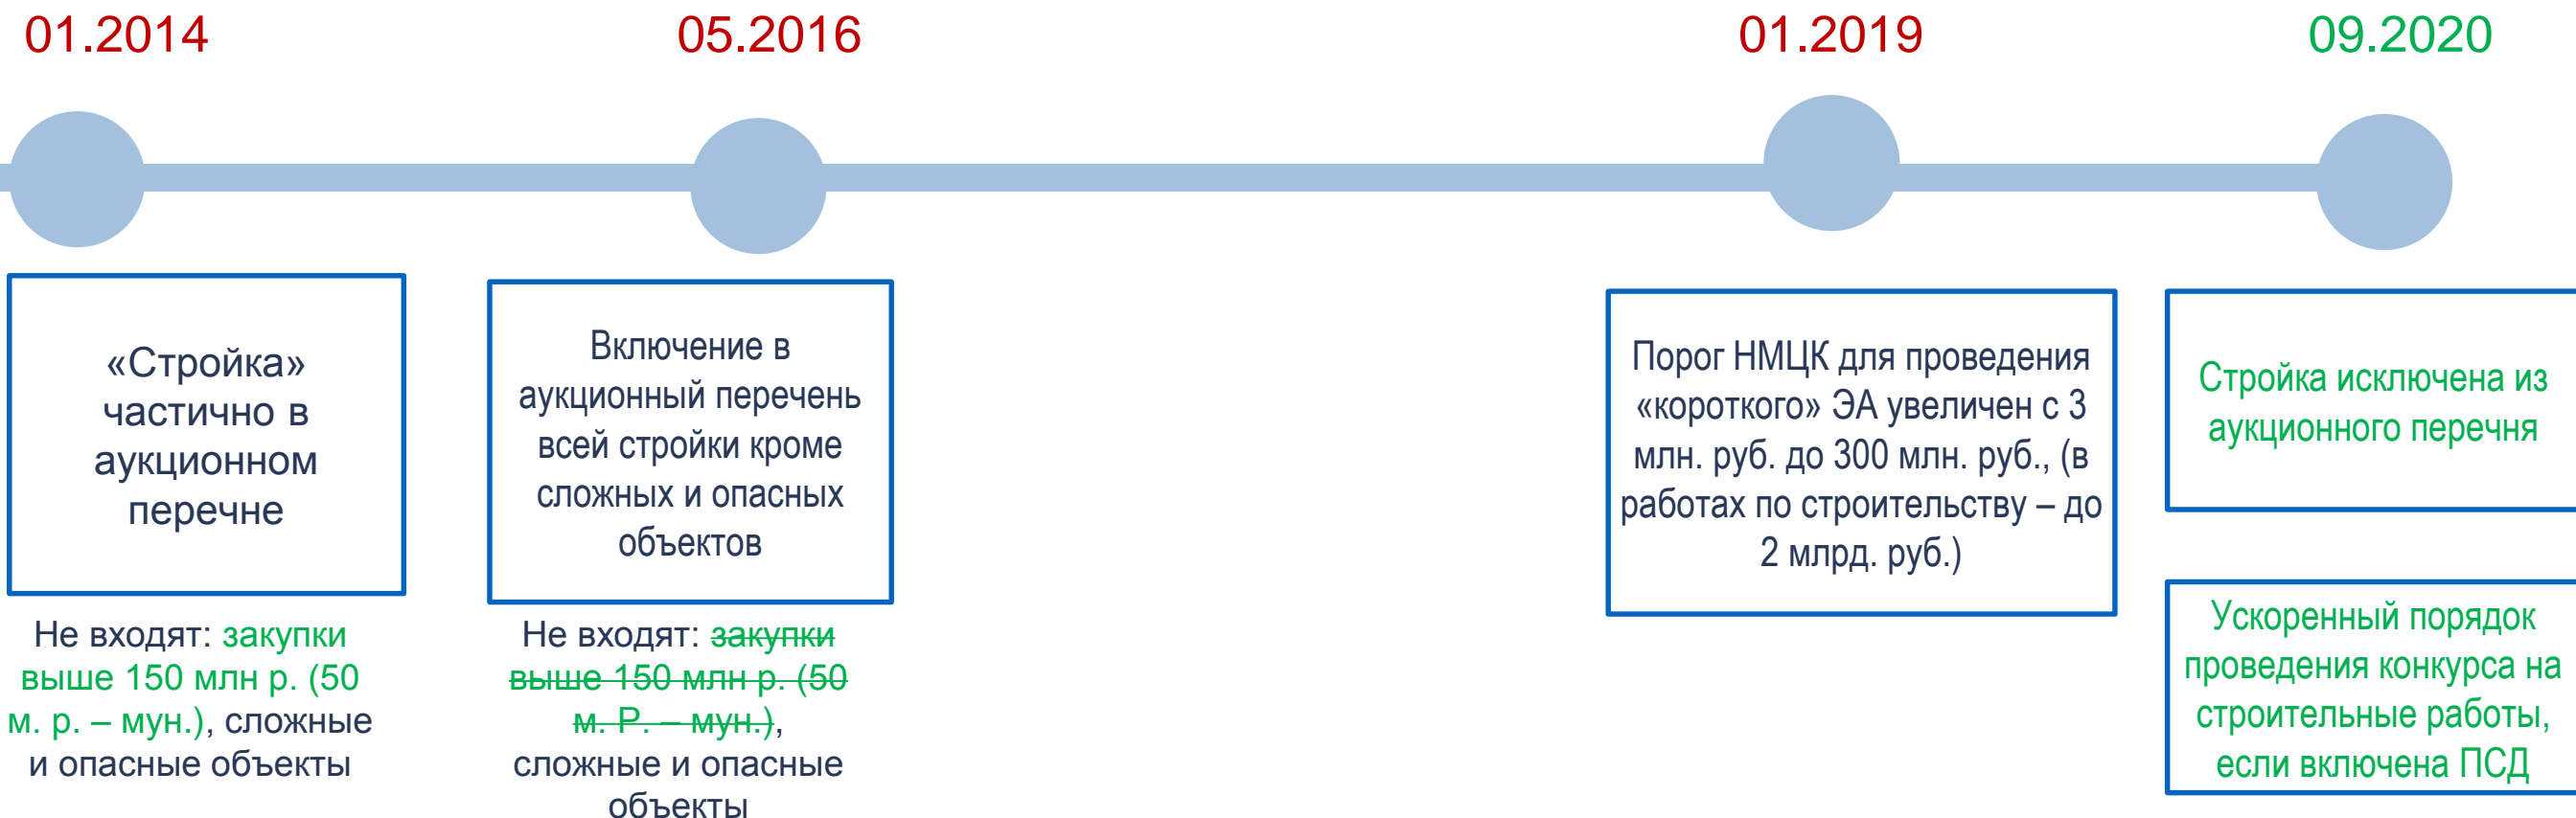 01.2014
05.2016
01.2019
09.2020
«Стройка»
частично в
аукционном
перечне
Не входят: закупки
выше 150 млн р. (50
м. р. – мун.), сложные
и опасные объекты
Включение в
аукционный перечень
всей стройки кроме
сложных и опасных
объектов
Не входят: закупки
выше 150 млн р. (50
м. Р. – мун.),
сложные и опасные
объекты
Порог НМЦК для проведения
«короткого» ЭА увеличен с 3
млн. руб. до 300 млн. руб., (в
работах по строительству – до
2 млрд. руб.)
Стройка исключена из
аукционного перечня
Ускоренный порядок
проведения конкурса на
строительные работы,
если включена ПСД